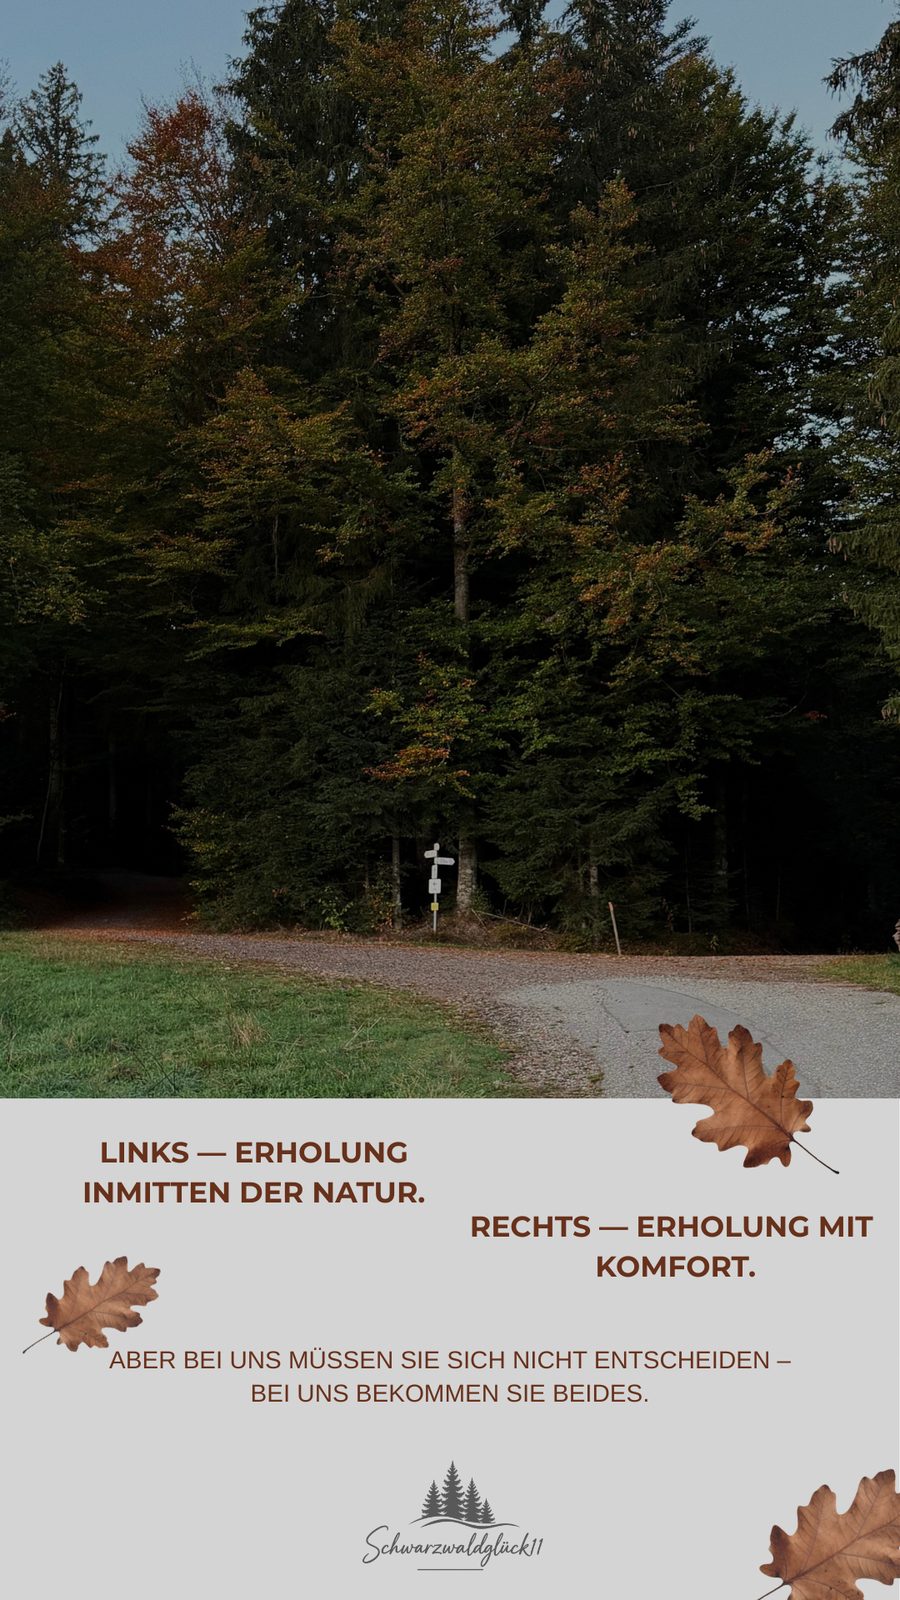 LINKS — ERHOLUNG
INMITTEN DER NATUR.
RECHTS — ERHOLUNG MIT
KOMFORT.
ABER BEI UNS MÜSSEN SIE SICH NICHT ENTSCHEIDEN –
BEI UNS BEKOMMEN SIE BEIDES.
Schwarzwaldglück11